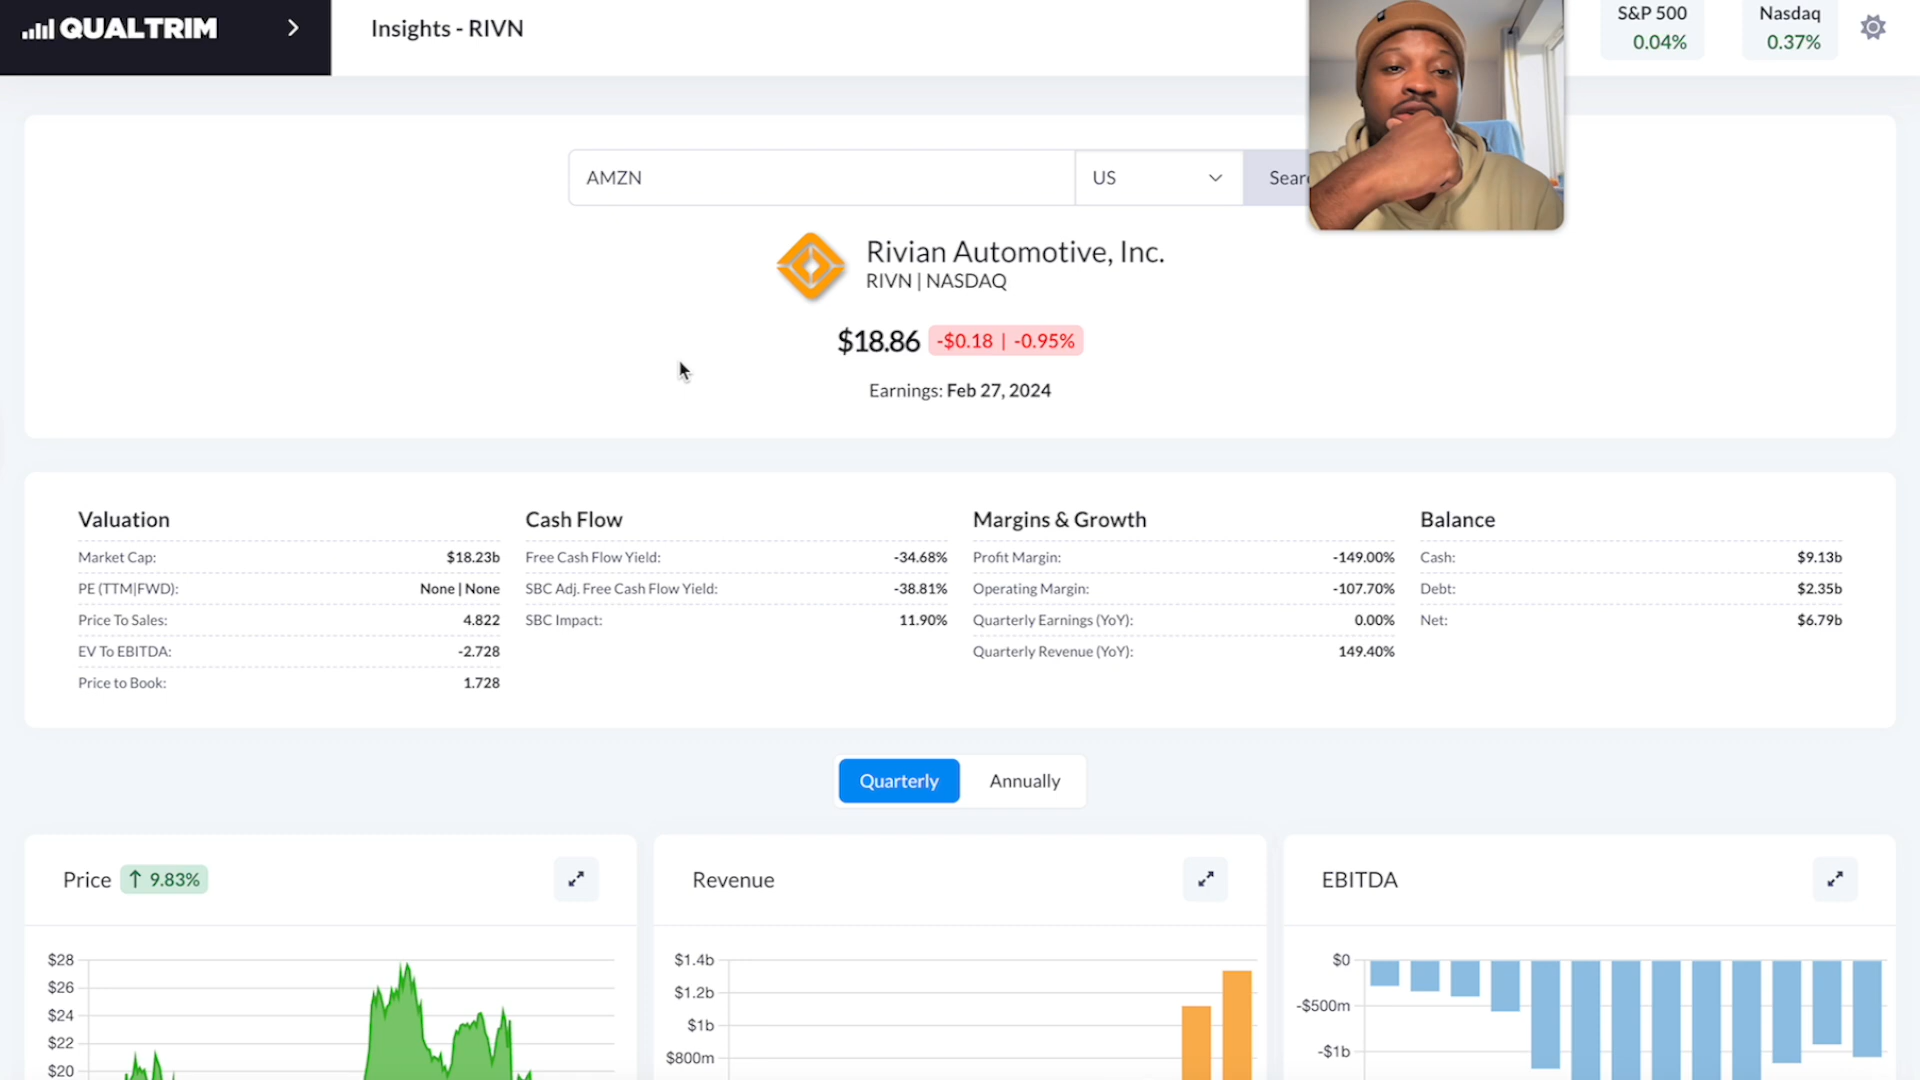 QUALTRIM
Insights - RIVN
S&P 500
0.04%
Nasdaq
0.37%
AMZN
US
Sear
Rivian Automotive, Inc.
RIVN | NASDAQ
$18.86
-$0.18 | -0.95%
Earnings: Feb 27, 2024
Valuation
Market Cap: $18.23b
PE (TTM|FWD): None | None
Price To Sales: 4.822
EV To EBITDA: -2.728
Price to Book: 1.728
Cash Flow
Free Cash Flow Yield: -34.68%
SBC Adj. Free Cash Flow Yield: -38.81%
SBC Impact: 11.90%
Margins & Growth
Profit Margin: -149.00%
Operating Margin: -107.70%
Quarterly Earnings (YoY): 0.00%
Quarterly Revenue (YoY): 149.40%
Balance
Cash: $9.13b
Debt: $2.35b
Net: $6.79b
Quarterly
Annually
Price ↑ 9.83%
$28
$26
$24
$22
$20
Revenue
$1.4b
$1.2b
$1b
$800m
EBITDA
$0
-$500m
-$1b